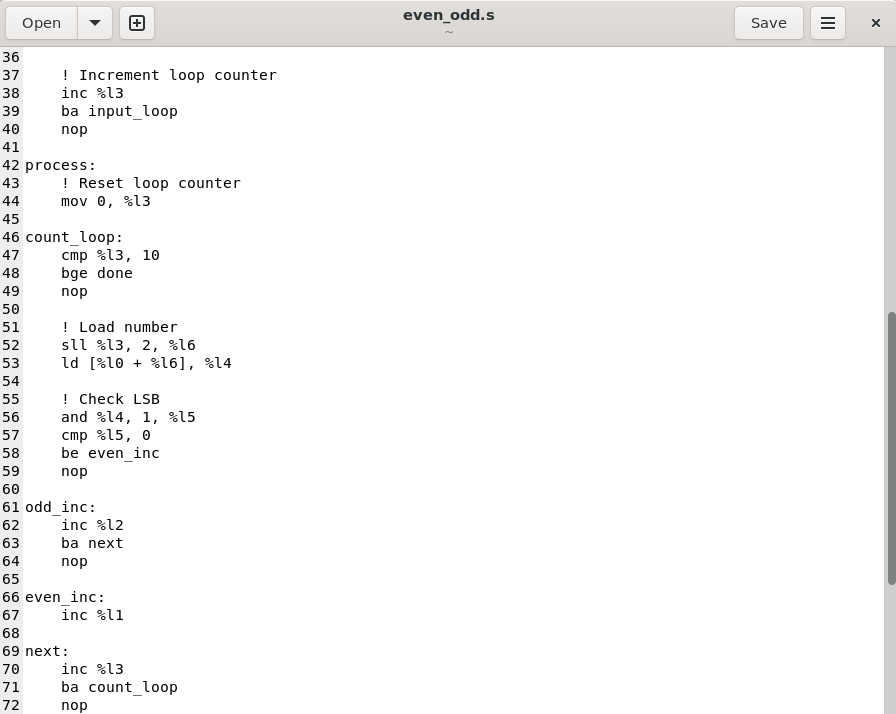 Open
even_odd.s
~
Save
36
37     ! Increment loop counter
38     inc %l3
39     ba input_loop
40     nop
41
42 process:
43     ! Reset loop counter
44     mov 0, %l3
45
46 count_loop:
47     cmp %l3, 10
48     bge done
49     nop
50
51     ! Load number
52     sll %l3, 2, %l6
53     ld [%l0 + %l6], %l4
54
55     ! Check LSB
56     and %l4, 1, %l5
57     cmp %l5, 0
58     be even_inc
59     nop
60
61 odd_inc:
62     inc %l2
63     ba next
64     nop
65
66 even_inc:
67     inc %l1
68
69 next:
70     inc %l3
71     ba count_loop
72     nop